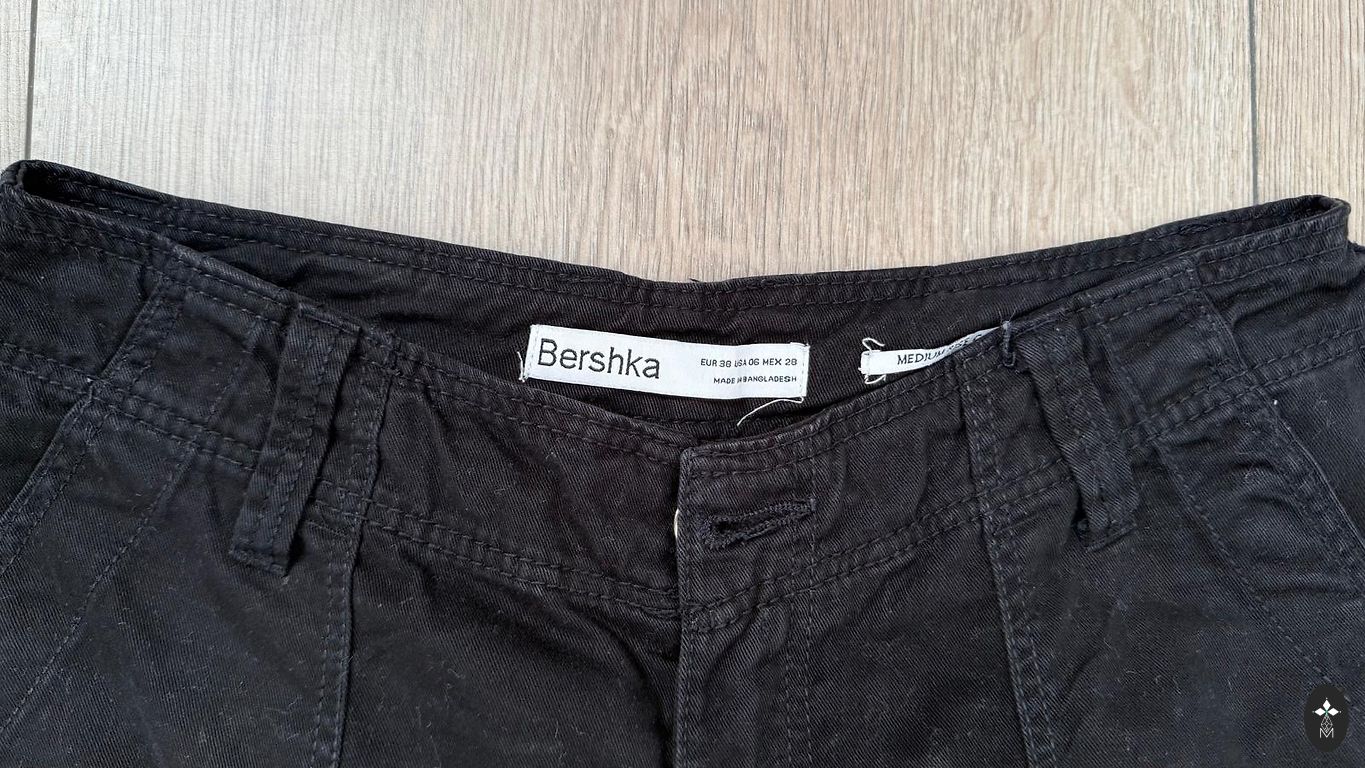 Bershka
EUR 38 USA 06 MEX 28
MADE IN BANGLADESH
MEDIUM
M